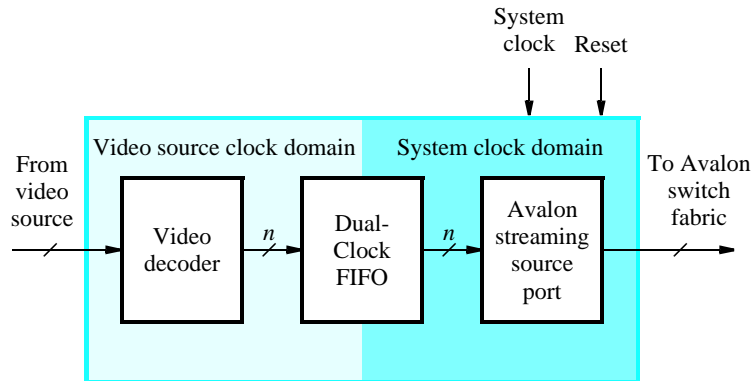 System
clock
Reset
Video source clock domain
System clock domain
From
video
source
To Avalon
switch
fabric
Video
decoder
n
Dual-
Clock
FIFO
n
Avalon
streaming
source
port